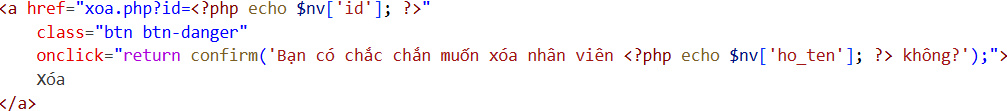 <a href="xoa.php?id=<?php echo $nv['id']; ?>"
class="btn btn-danger"
onclick="return confirm('Bạn có chắc chắn muốn xóa nhân viên <?php echo $nv['ho_ten']; ?> không?');">
Xóa
</a>